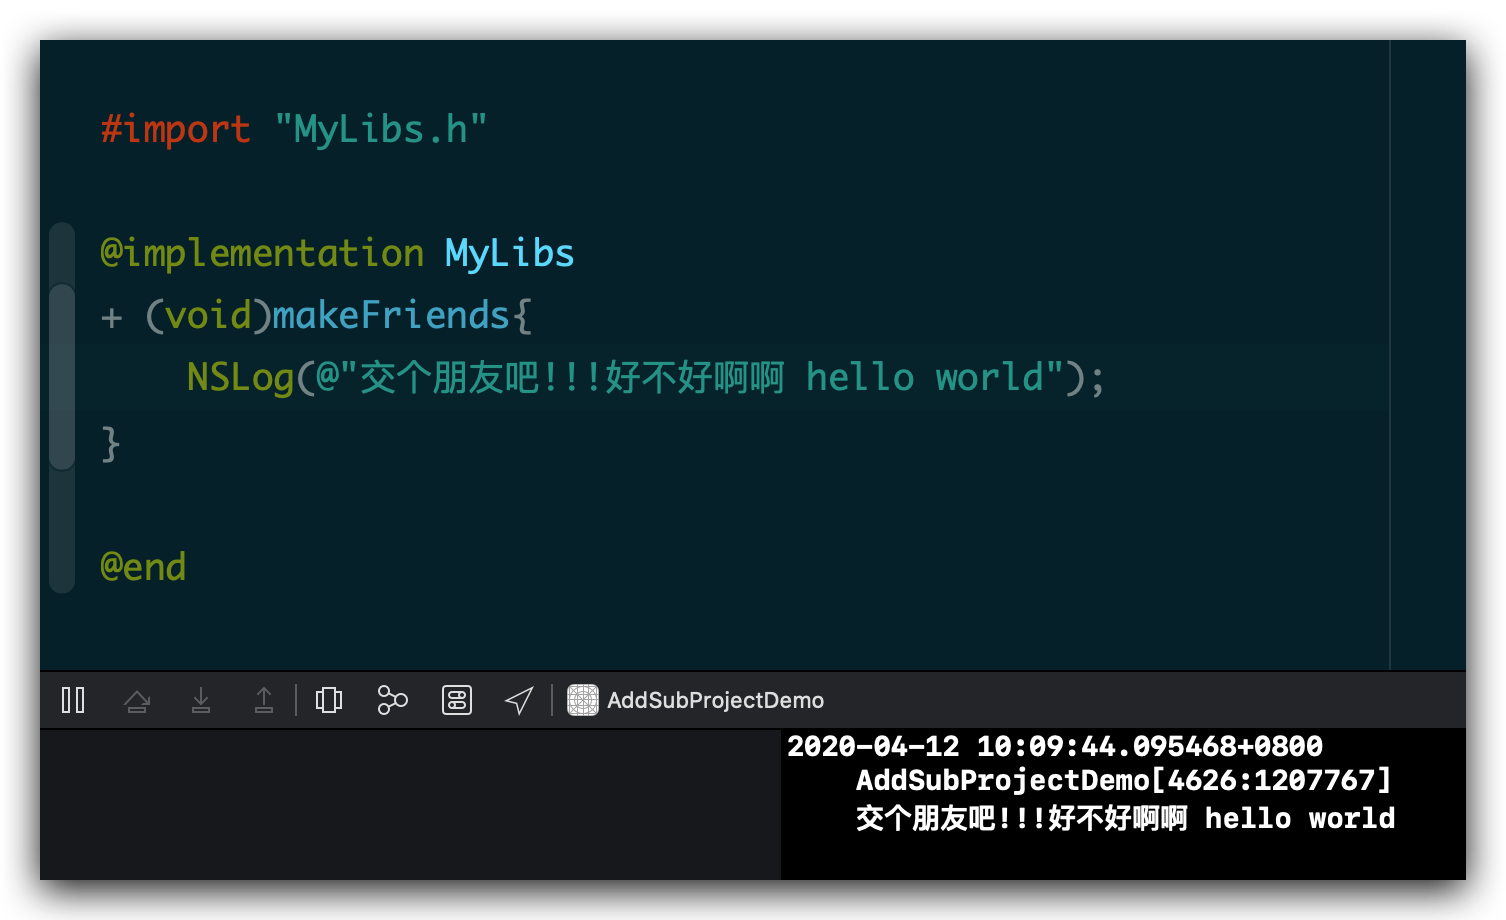 #import "MyLibs.h"
@implementation MyLibs
+ (void)makeFriends{
    NSLog(@"交个朋友吧!!!好不好啊啊 hello world");
}
@end
AddSubProjectDemo
2020-04-12 10:09:44.095468+0800
AddSubProjectDemo[4626:1207767]
交个朋友吧!!!好不好啊啊 hello world